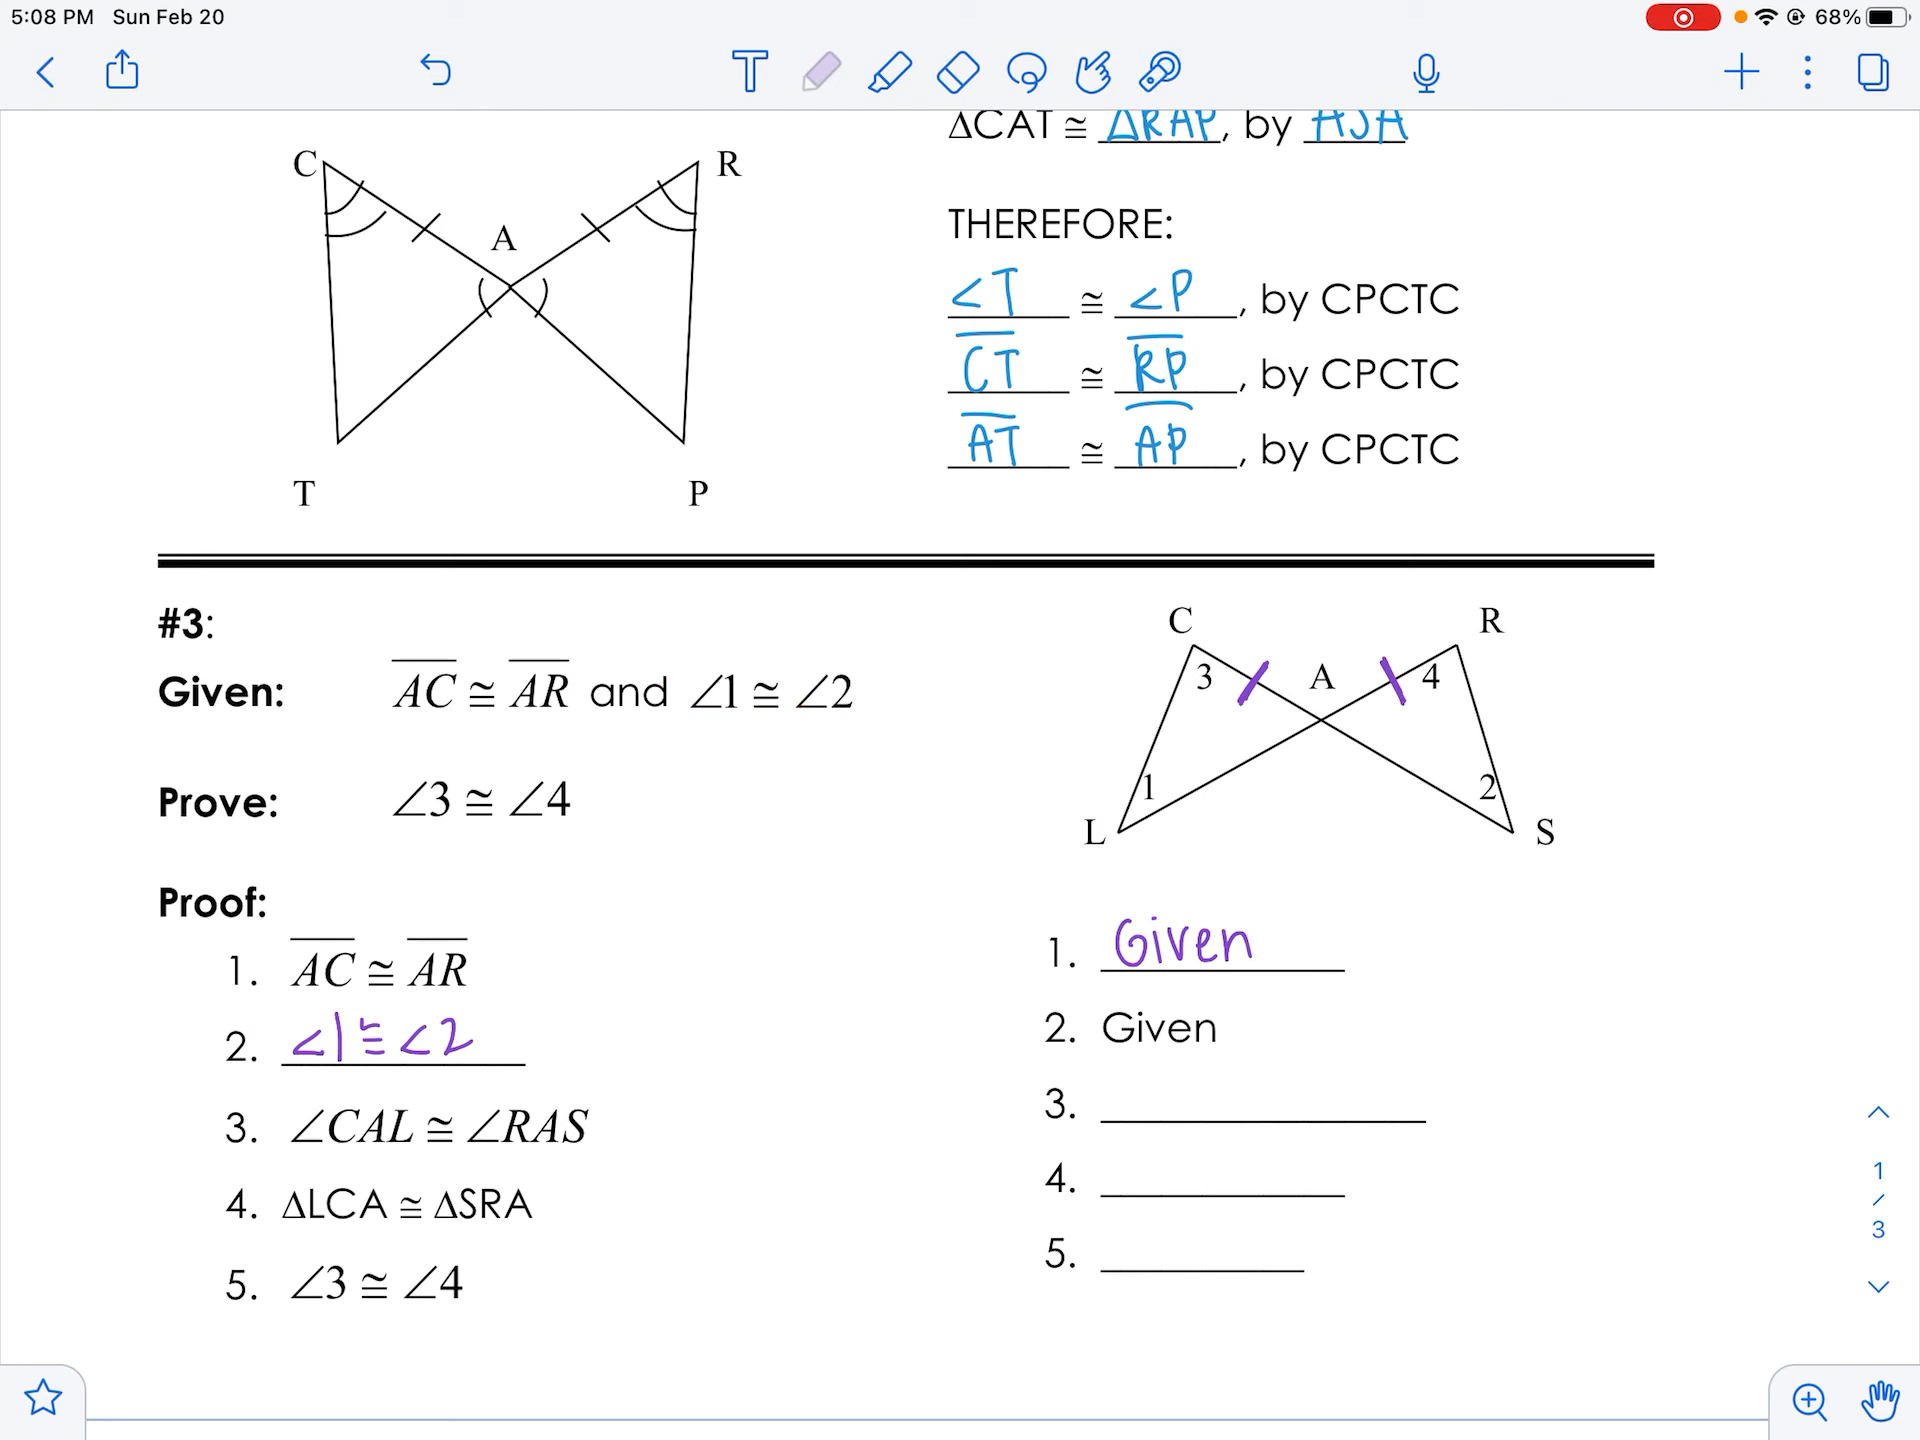 5:08 PM Sun Feb 20
68%
T
ΔCAT ≅ ΔRAP, by ASA
C
R
A
T
P
THEREFORE:
∠T ≅ ∠P, by CPCTC
CT ≅ RP, by CPCTC
AT ≅ AP, by CPCTC
#3:
Given: AC ≅ AR and ∠1 ≅ ∠2
Prove: ∠3 ≅ ∠4
C
R
3
A
4
1
2
L
S
Proof:
1. AC ≅ AR
1. Given
2. ∠1 ≅ ∠2
2. Given
3. ∠CAL ≅ ∠RAS
3.
4. ΔLCA ≅ ΔSRA
4.
5. ∠3 ≅ ∠4
5.
1
/
3